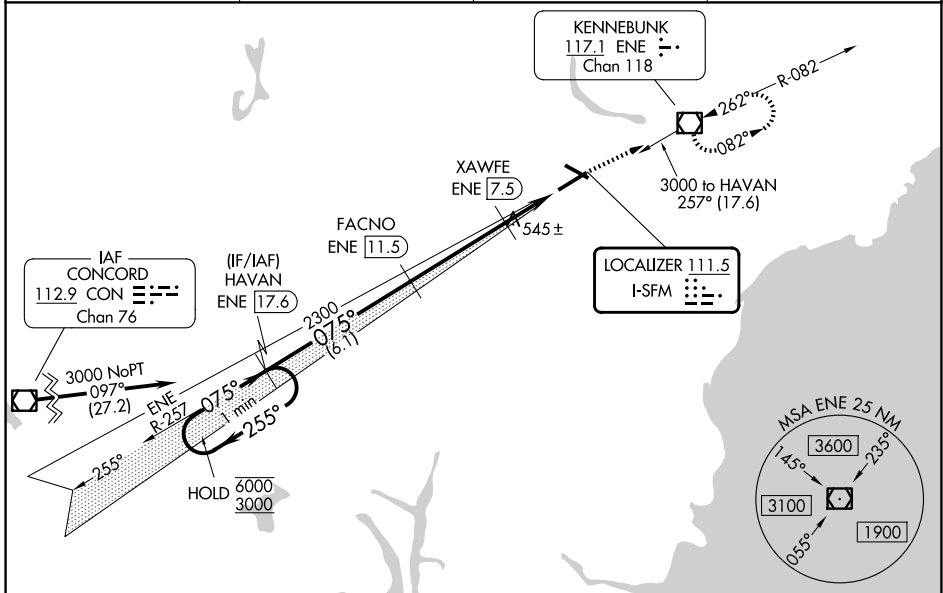 KENNEBUNK
117.1 ENE
Chan 118
R-082
262°
082°
3000 to HAVAN
257° (17.6)
XAWFE
ENE 7.5
545 ±
FACNO
ENE 11.5
LOCALIZER 111.5
I-SFM
(IF/IAF)
HAVAN
ENE 17.6
IAF
CONCORD
112.9 CON
Chan 76
2300
075°
(6.1)
3000 NoPT
097°
(27.2)
ENE
R-257
075°
1 min
255°
255°
HOLD 6000
3000
MSA ENE 25 NM
3600
145°
235°
3100
1900
055°